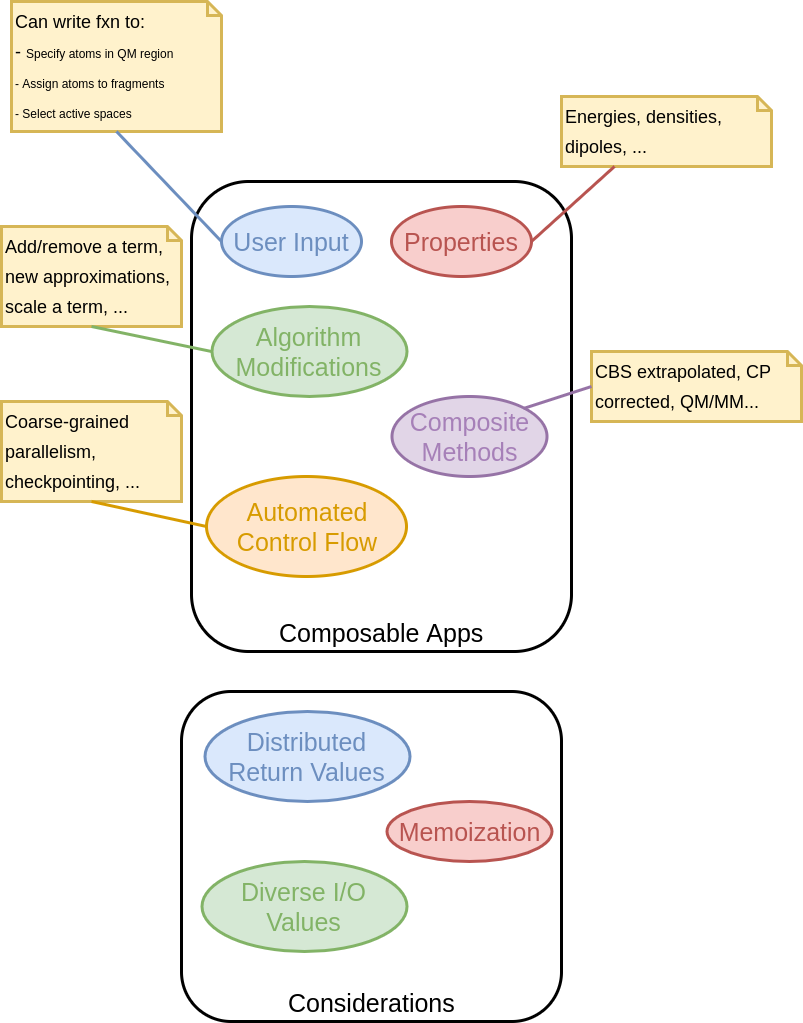 Can write fxn to:
- Specify atoms in QM region
- Assign atoms to fragments
- Select active spaces
Energies, densities,
dipoles, ...
User Input
Properties
Add/remove a term,
new approximations,
scale a term, ...
Algorithm
Modifications
CBS extrapolated, CP
corrected, QM/MM...
Composite
Methods
Coarse-grained
parallelism,
checkpointing, ...
Automated
Control Flow
Composable Apps
Distributed
Return Values
Memoization
Diverse I/O
Values
Considerations